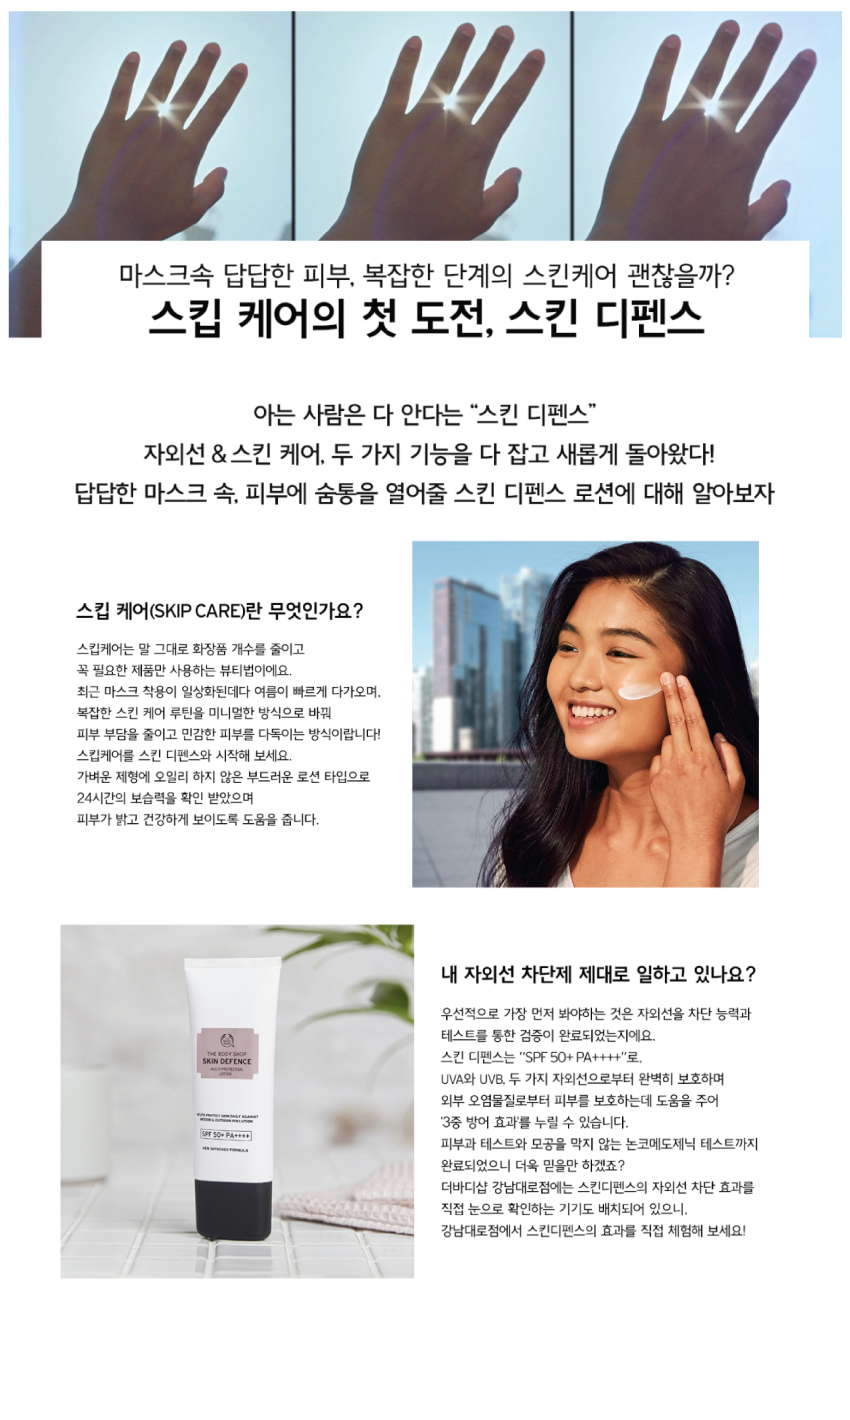 마스크속 답답한 피부, 복잡한 단계의 스킨케어 괜찮을까?
스킵 케어의 첫 도전, 스킨 디펜스
아는 사람은 다 안다는 “스킨 디펜스”
자외선 & 스킨 케어, 두 가지 기능을 다 잡고 새롭게 돌아왔다!
답답한 마스크 속, 피부에 숨통을 열어줄 스킨 디펜스 로션에 대해 알아보자
스킵 케어(SKIP CARE)란 무엇인가요?
스킵케어는 말 그대로 화장품 개수를 줄이고
꼭 필요한 제품만 사용하는 뷰티법이에요.
최근 마스크 착용이 일상화된데다 여름이 빠르게 다가오며,
복잡한 스킨 케어 루틴을 미니멀한 방식으로 바꿔
피부 부담을 줄이고 민감한 피부를 다독이는 방식이랍니다!
스킵케어를 스킨 디펜스와 시작해 보세요.
가벼운 제형에 오일리 하지 않은 부드러운 로션 타입으로
24시간의 보습력을 확인 받았으며
피부가 밝고 건강하게 보이도록 도움을 줍니다.
THE BODY SHOP
SKIN DEFENCE
MULTI-PROTECTION
LOTION
HELPS PROTECT SKIN DAILY AGAINST
INDOOR & OUTDOOR POLLUTION
SPF 50+ PA++++
NEW IMPROVED FORMULA
내 자외선 차단제 제대로 일하고 있나요?
우선적으로 가장 먼저 봐야하는 것은 자외선을 차단 능력과
테스트를 통한 검증이 완료되었는지에요.
스킨 디펜스는 “SPF 50+ PA++++”로,
UVA와 UVB, 두 가지 자외선으로부터 완벽히 보호하며
외부 오염물질로부터 피부를 보호하는데 도움을 주어
'3중 방어 효과'를 누릴 수 있습니다.
피부과 테스트와 모공을 막지 않는 논코메도제닉 테스트까지
완료되었으니 더욱 믿을만 하겠죠?
더바디샵 강남대로점에는 스킨디펜스의 자외선 차단 효과를
직접 눈으로 확인하는 기기도 배치되어 있으니,
강남대로점에서 스킨디펜스의 효과를 직접 체험해 보세요!